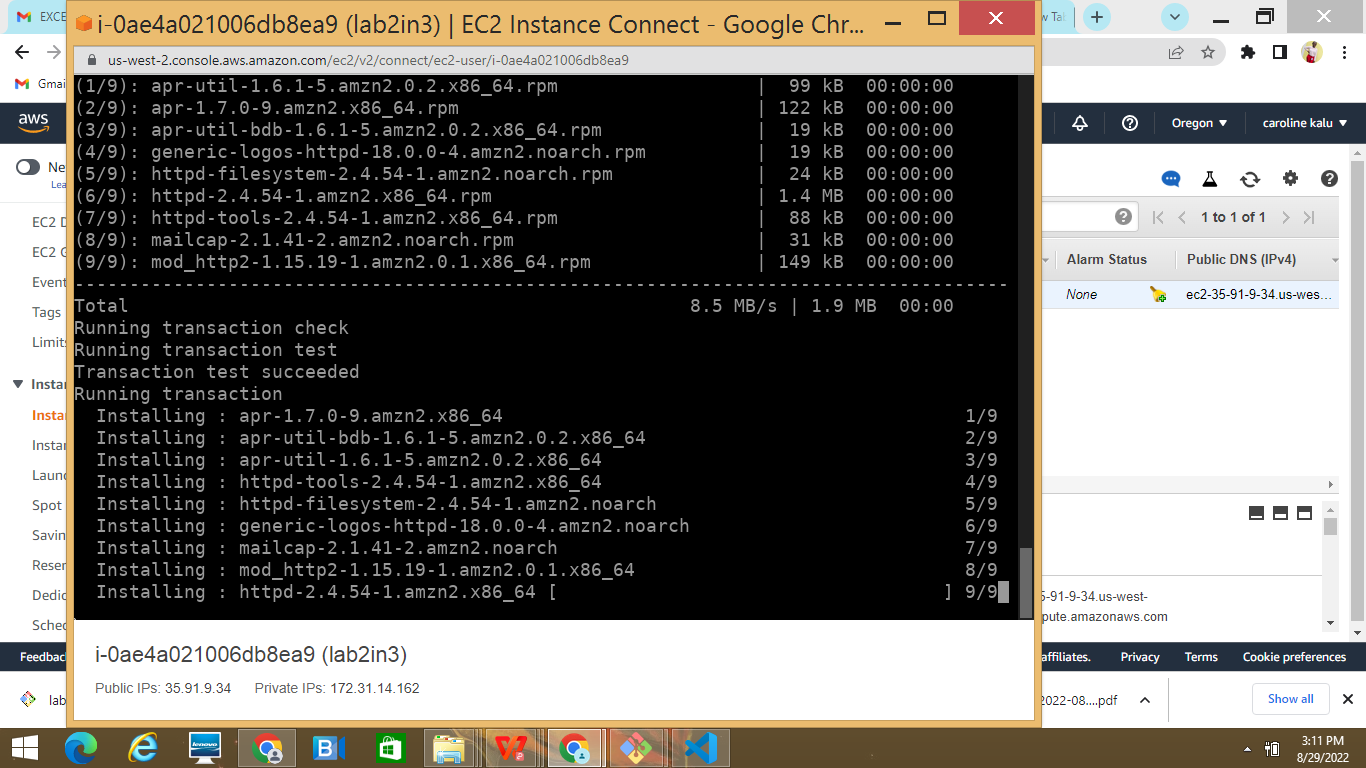 EXCE
i-0ae4a021006db8ea9 (lab2in3) | EC2 Instance Connect - Google Chr...
us-west-2.console.aws.amazon.com/ec2/v2/connect/ec2-user/i-0ae4a021006db8ea9
Gmai
aws
Oregon
caroline kalu
Ne
Lea
EC2 D
EC2 G
Event
Tags
Limit
Instar
Insta
Instar
Laun
Spot
Savin
Reser
Dedic
Sched
(1/9): apr-util-1.6.1-5.amzn2.0.2.x86_64.rpm | 99 kB 00:00:00
(2/9): apr-1.7.0-9.amzn2.x86_64.rpm | 122 kB 00:00:00
(3/9): apr-util-bdb-1.6.1-5.amzn2.0.2.x86_64.rpm | 19 kB 00:00:00
(4/9): generic-logos-httpd-18.0.0-4.amzn2.noarch.rpm | 19 kB 00:00:00
(5/9): httpd-filesystem-2.4.54-1.amzn2.noarch.rpm | 24 kB 00:00:00
(6/9): httpd-2.4.54-1.amzn2.x86_64.rpm | 1.4 MB 00:00:00
(7/9): httpd-tools-2.4.54-1.amzn2.x86_64.rpm | 88 kB 00:00:00
(8/9): mailcap-2.1.41-2.amzn2.noarch.rpm | 31 kB 00:00:00
(9/9): mod_http2-1.15.19-1.amzn2.0.1.x86_64.rpm | 149 kB 00:00:00
--------------------------------------------------------------------------------
Total 8.5 MB/s | 1.9 MB 00:00
Running transaction check
Running transaction test
Transaction test succeeded
Running transaction
Installing : apr-1.7.0-9.amzn2.x86_64 1/9
Installing : apr-util-bdb-1.6.1-5.amzn2.0.2.x86_64 2/9
Installing : apr-util-1.6.1-5.amzn2.0.2.x86_64 3/9
Installing : httpd-tools-2.4.54-1.amzn2.x86_64 4/9
Installing : httpd-filesystem-2.4.54-1.amzn2.noarch 5/9
Installing : generic-logos-httpd-18.0.0-4.amzn2.noarch 6/9
Installing : mailcap-2.1.41-2.amzn2.noarch 7/9
Installing : mod_http2-1.15.19-1.amzn2.0.1.x86_64 8/9
Installing : httpd-2.4.54-1.amzn2.x86_64 [ ] 9/9
i-0ae4a021006db8ea9 (lab2in3)
Public IPs: 35.91.9.34 Private IPs: 172.31.14.162
1 to 1 of 1
Alarm Status Public DNS (IPv4)
None ec2-35-91-9-34.us-wes...
5-91-9-34.us-west-
pute.amazonaws.com
Feedbac
affiliates. Privacy Terms Cookie preferences
lab
2022-08....pdf
Show all
lenovo
3:11 PM
8/29/2022